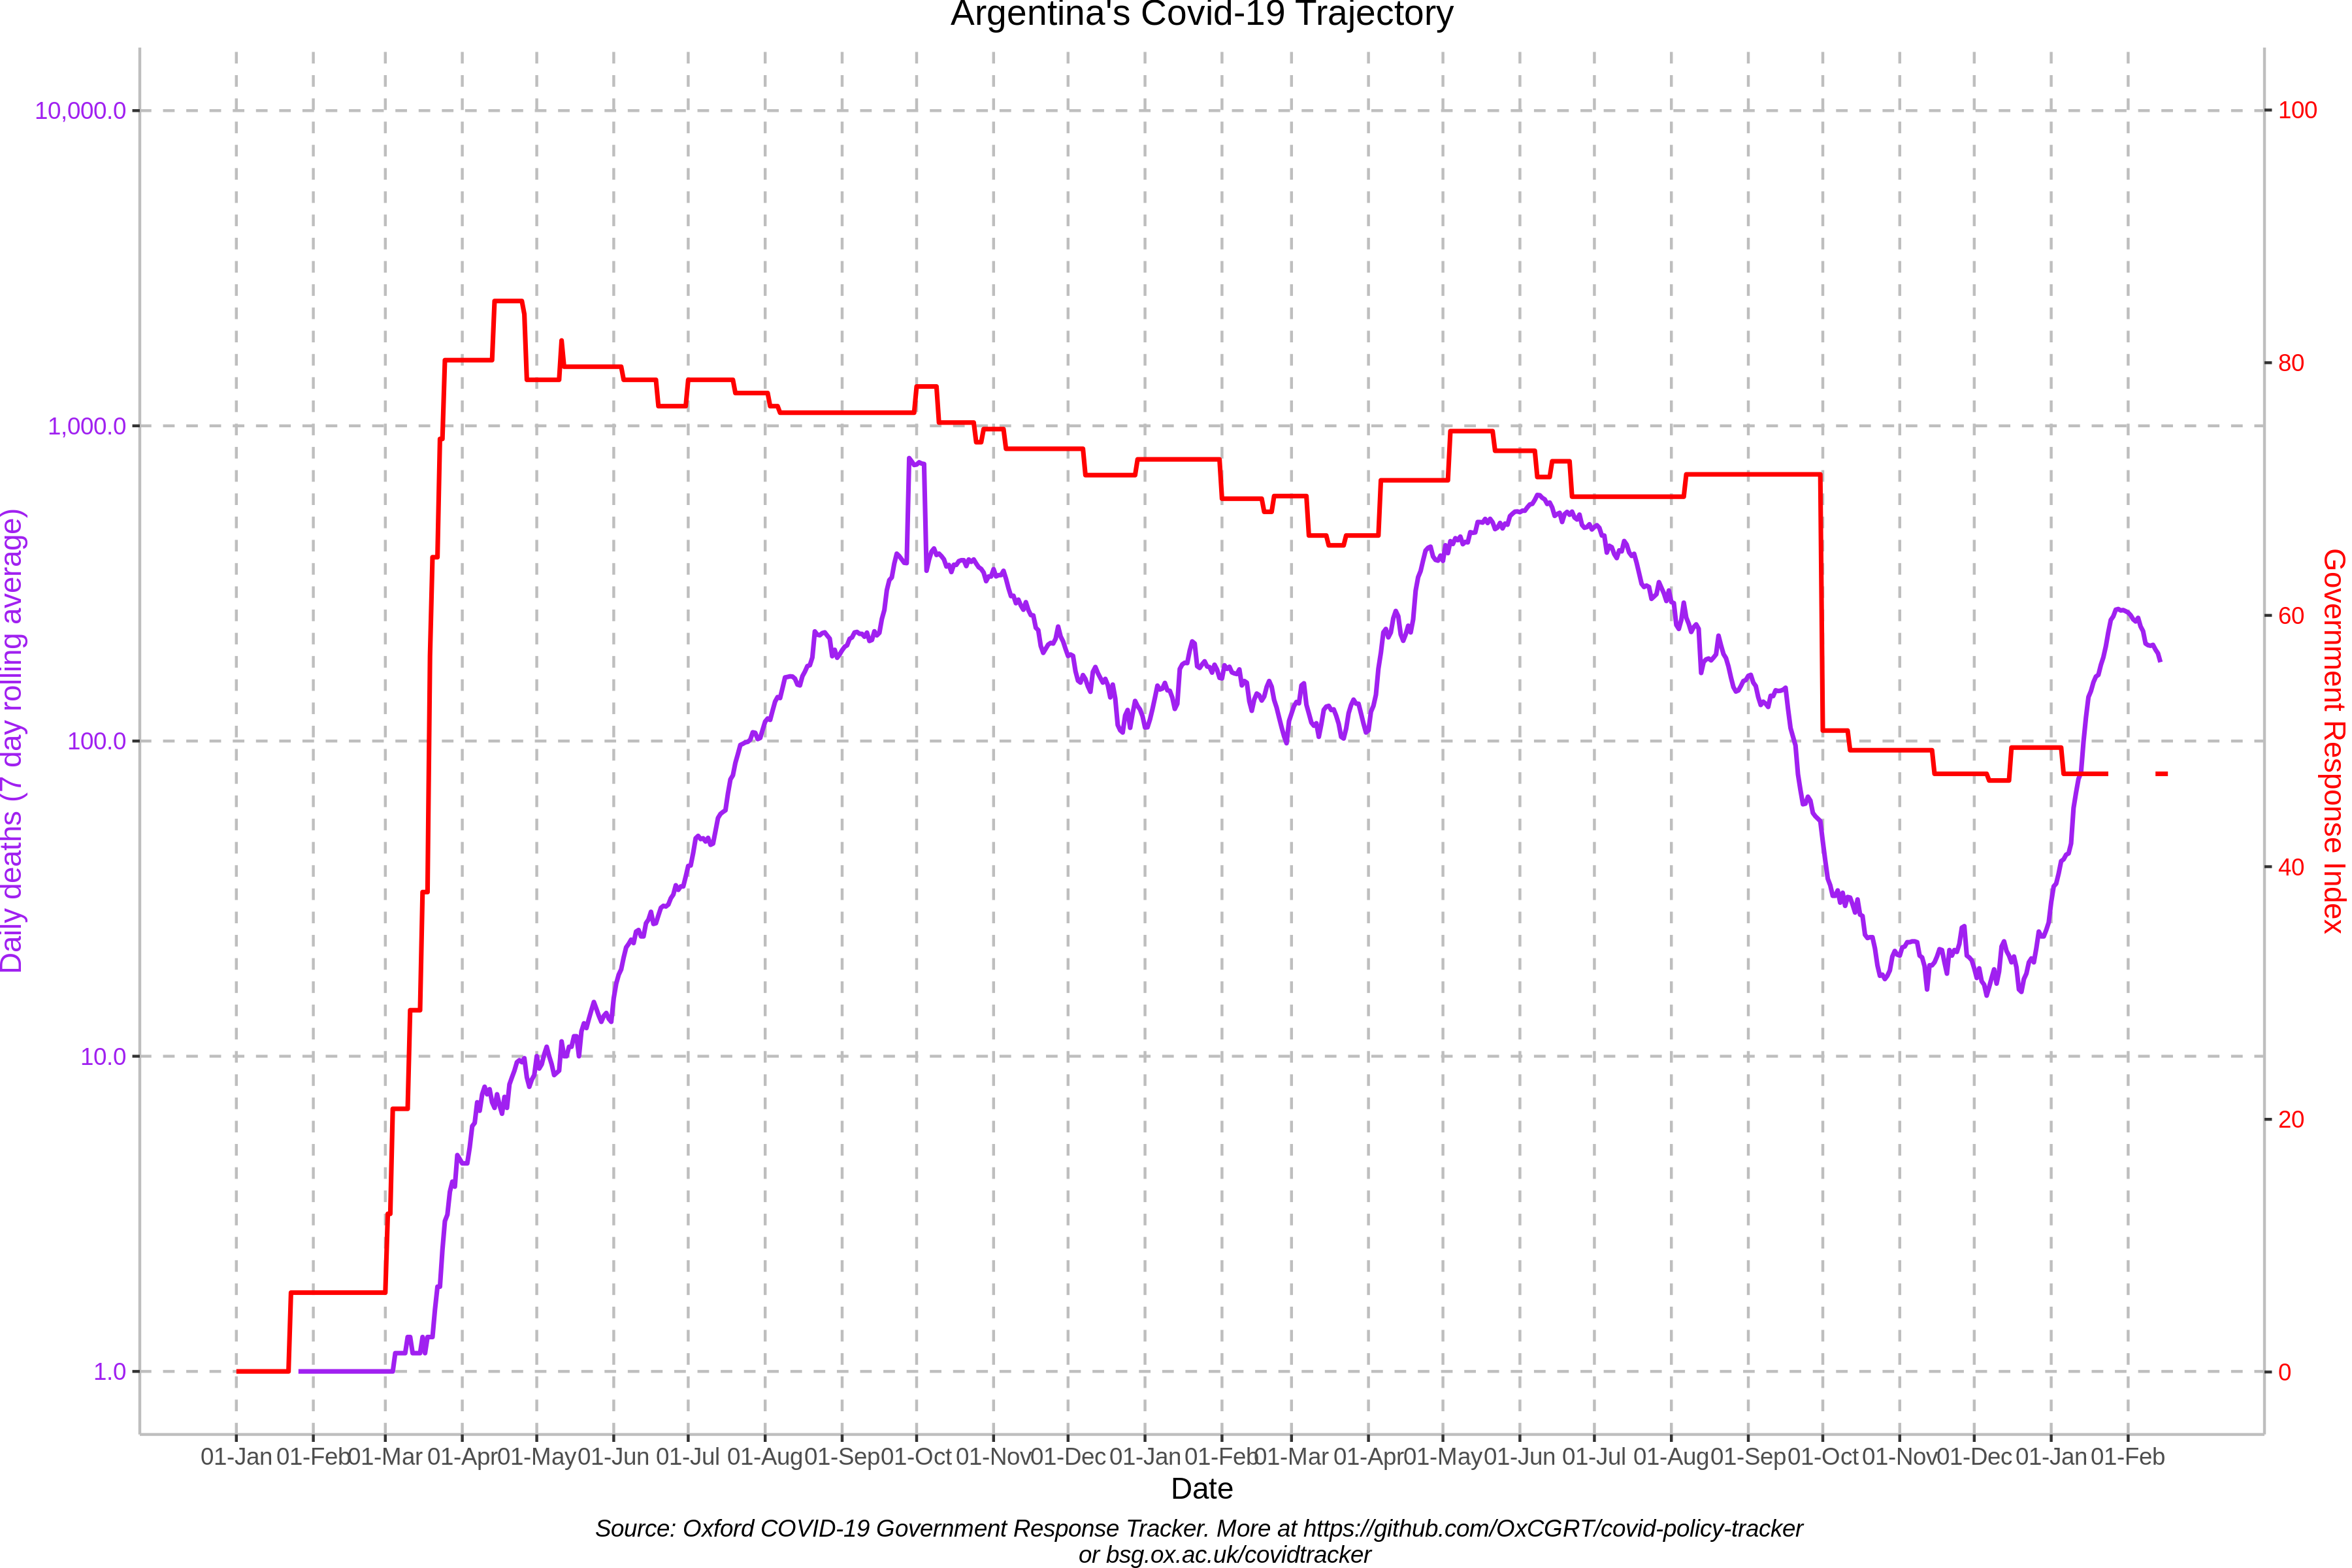 Argentina's Covid-19 Trajectory
10,000.0
1,000.0
100.0
10.0
1.0
Daily deaths (7 day rolling average)
100
80
60
40
20
0
Government Response Index
01-Jan 01-Feb 01-Mar 01-Apr 01-May 01-Jun 01-Jul 01-Aug 01-Sep 01-Oct 01-Nov 01-Dec 01-Jan 01-Feb 01-Mar 01-Apr 01-May 01-Jun 01-Jul 01-Aug 01-Sep 01-Oct 01-Nov 01-Dec 01-Jan 01-Feb
Date
Source: Oxford COVID-19 Government Response Tracker. More at https://github.com/OxCGRT/covid-policy-tracker
or bsg.ox.ac.uk/covidtracker